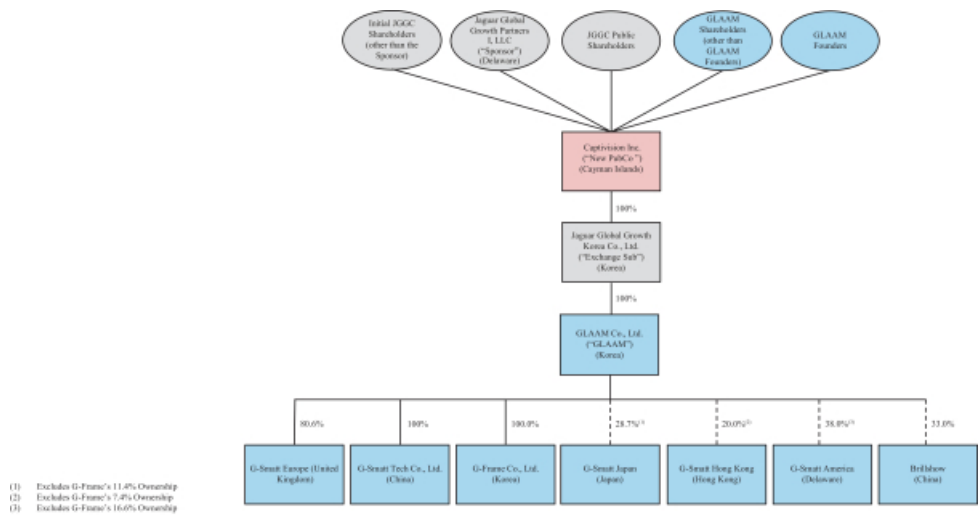 Initial JGGC
Shareholders
(other than the
Sponsor)
Jaguar Global
Growth Partners
I, LLC
("Sponsor")
(Delaware)
JGGC Public
Shareholders
GLAAM
Shareholders
(other than
GLAAM
Founders)
GLAAM
Founders
Captivision Inc.
("New PubCo")
(Cayman Islands)
100%
Jaguar Global Growth
Korea Co., Ltd.
("Exchange Sub")
(Korea)
100%
GLAAM Co., Ltd.
("GLAAM")
(Korea)
80.6%
100%
100.0%
28.7%(1)
20.0%(2)
38.0%(3)
33.0%
G-Smatt Europe (United
Kingdom)
G-Smatt Tech Co., Ltd.
(China)
G-Frame Co., Ltd.
(Korea)
G-Smatt Japan
(Japan)
G-Smatt Hong Kong
(Hong Kong)
G-Smatt America
(Delaware)
Brillshow
(China)
(1) Excludes G-Frame's 11.4% Ownership
(2) Excludes G-Frame's 7.4% Ownership
(3) Excludes G-Frame's 16.6% Ownership